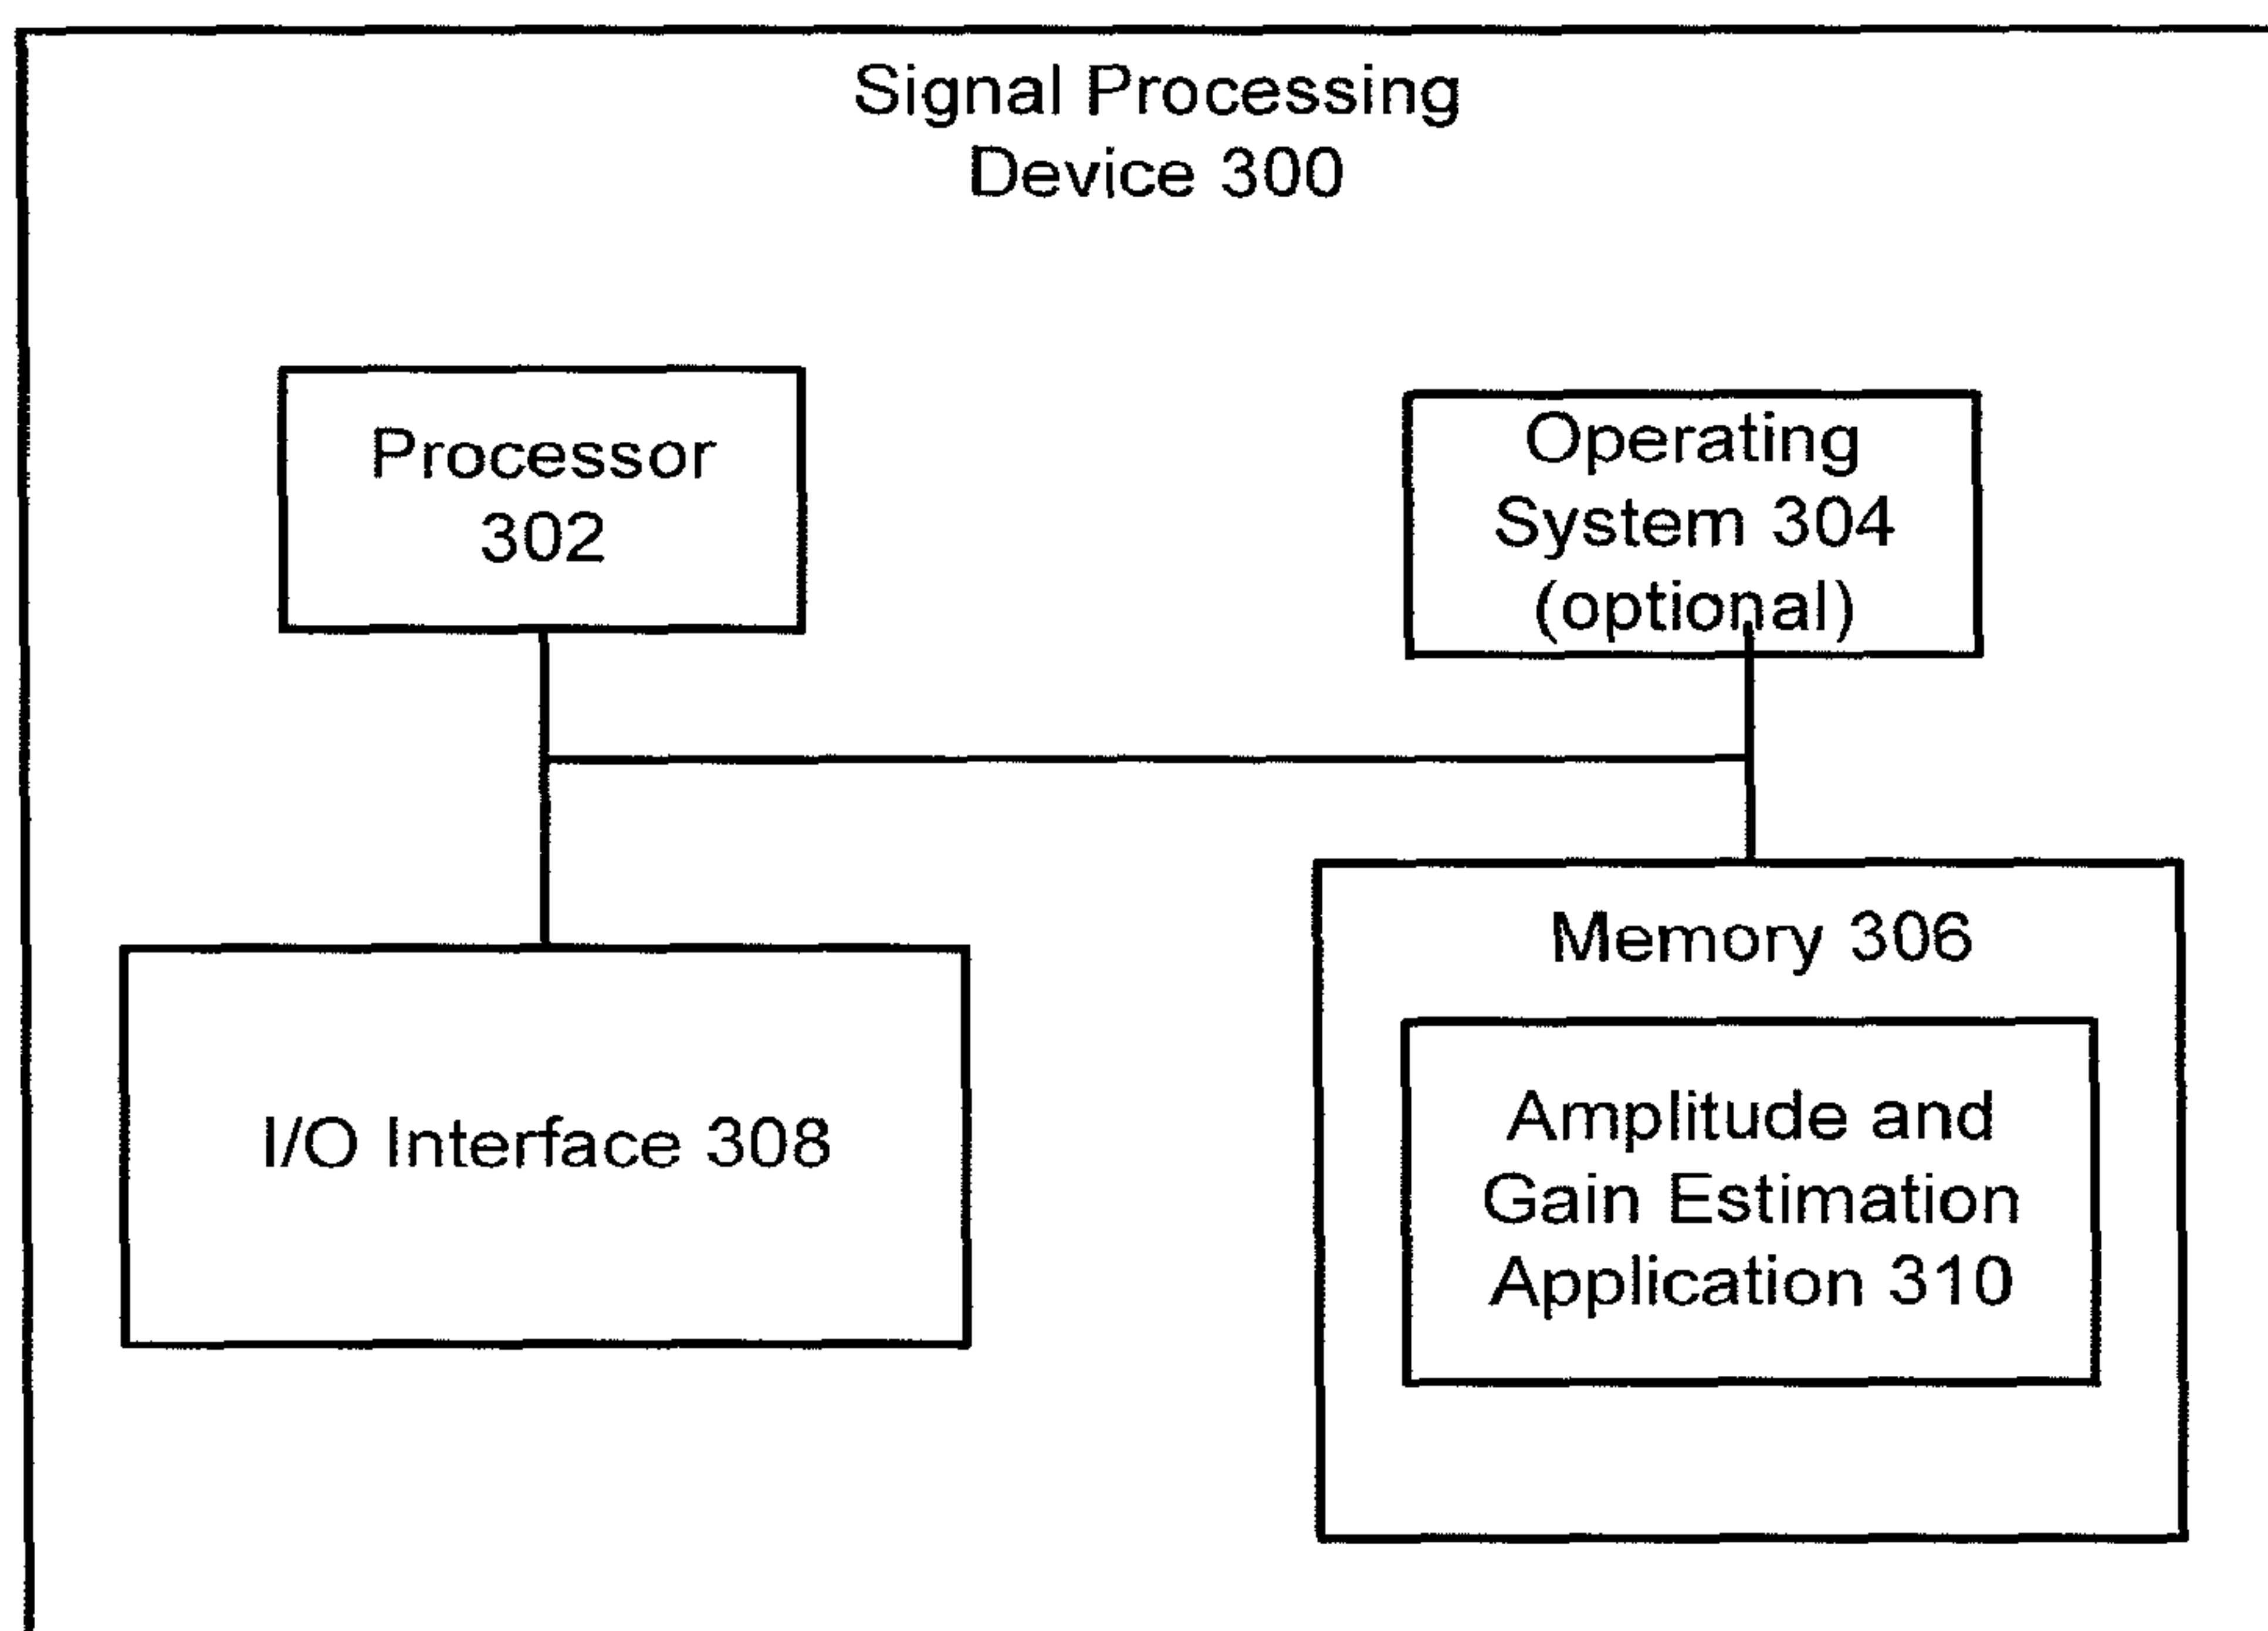 Signal Processing
Device 300
Processor
302
Operating
System 304
(optional)
I/O Interface 308
Memory 306
Amplitude and
Gain Estimation
Application 310